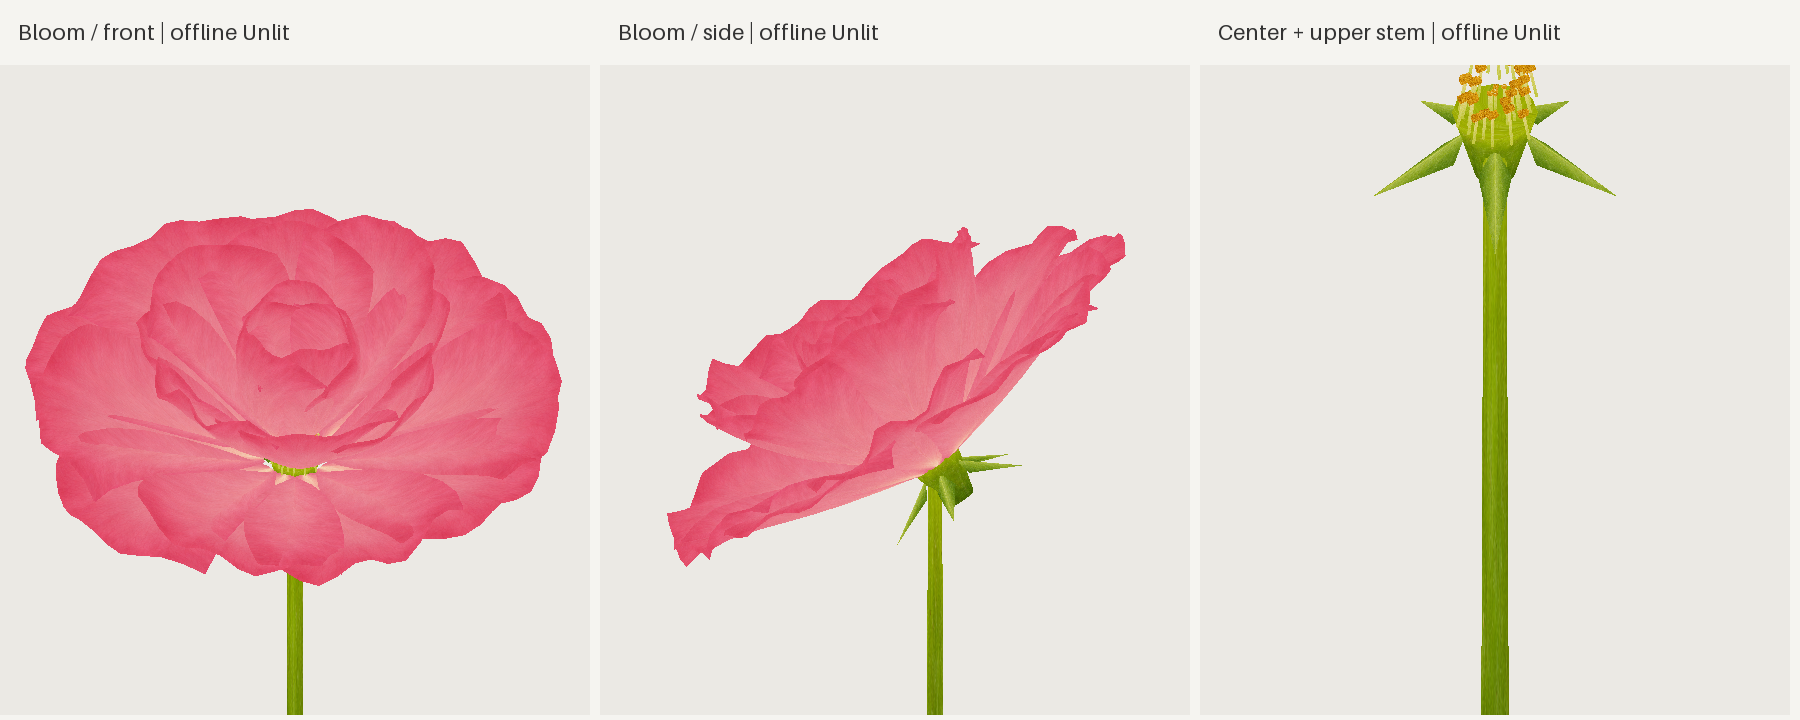 Bloom / front | offline Unlit
Bloom / side | offline Unlit
Center + upper stem | offline Unlit